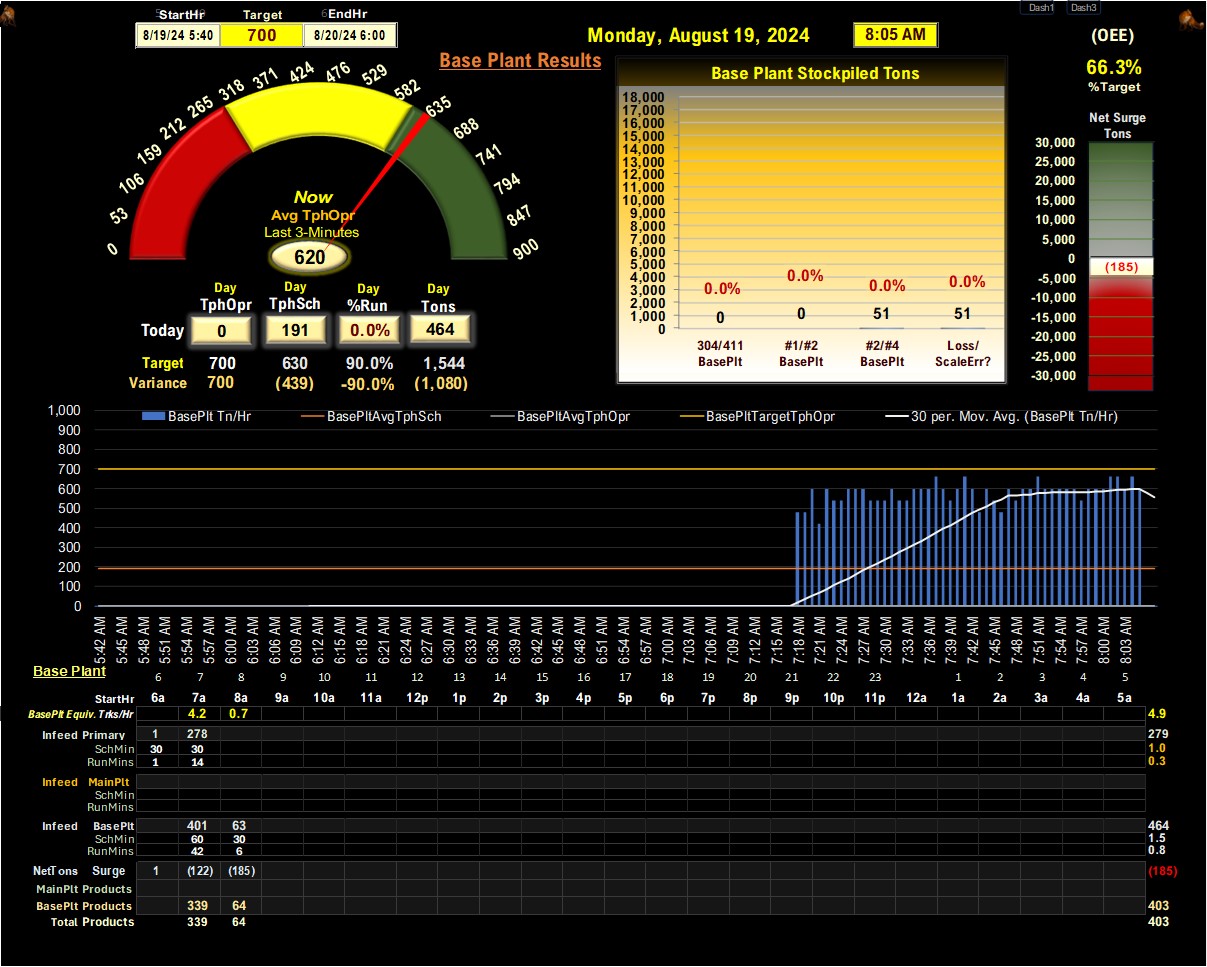 Dash1 Dash3
StartHr Target EndHr
8/19/24 5:40 700 8/20/24 6:00
Monday, August 19, 2024 8:05 AM
(OEE)
66.3%
%Target
Base Plant Results
0 53 106 159 212 265 318 371 424 476 529 582 635 688 741 794 847 900
Now
Avg TphOpr
Last 3-Minutes
620
Day Day Day Day
TphOpr TphSch %Run Tons
Today 0 191 0.0% 464
Target 700 630 90.0% 1,544
Variance 700 (439) -90.0% (1,080)
Base Plant Stockpiled Tons
18,000
17,000
16,000
15,000
14,000
13,000
12,000
11,000
10,000
9,000
8,000
7,000
6,000
5,000
4,000
3,000
2,000
1,000
0
0.0% 0.0% 0.0% 0.0%
0 0 51 51
304/411 #1/#2 #2/#4 Loss/
BasePlt BasePlt BasePlt ScaleErr?
Net Surge
Tons
30,000
25,000
20,000
15,000
10,000
5,000
0
(185)
-5,000
-10,000
-15,000
-20,000
-25,000
-30,000
BasePlt Tn/Hr BasePltAvgTphSch BasePltAvgTphOpr BasePltTargetTphOpr 30 per. Mov. Avg. (BasePlt Tn/Hr)
1,000
900
800
700
600
500
400
300
200
100
0
5:42 AM 5:45 AM 5:48 AM 5:51 AM 5:54 AM 5:57 AM 6:00 AM 6:03 AM 6:06 AM 6:09 AM 6:12 AM 6:15 AM 6:18 AM 6:21 AM 6:24 AM 6:27 AM 6:30 AM 6:33 AM 6:36 AM 6:39 AM 6:42 AM 6:45 AM 6:48 AM 6:51 AM 6:54 AM 6:57 AM 7:00 AM 7:03 AM 7:06 AM 7:09 AM 7:12 AM 7:15 AM 7:18 AM 7:21 AM 7:24 AM 7:27 AM 7:30 AM 7:33 AM 7:36 AM 7:39 AM 7:42 AM 7:45 AM 7:48 AM 7:51 AM 7:54 AM 7:57 AM 8:00 AM 8:03 AM
Base Plant
6 7 8 9 10 11 12 13 14 15 16 17 18 19 20 21 22 23 1 2 3 4 5
StartHr 6a 7a 8a 9a 10a 11a 12p 1p 2p 3p 4p 5p 6p 7p 8p 9p 10p 11p 12a 1a 2a 3a 4a 5a
BasePlt Equiv. Trks/Hr 4.2 0.7 4.9
Infeed Primary 1 278 279
SchMin 30 30 1.0
RunMins 1 14 0.3
Infeed MainPlt
SchMin
RunMins
Infeed BasePlt 401 63 464
SchMin 60 30 1.5
RunMins 42 6 0.8
NetTons Surge 1 (122) (185) (185)
MainPlt Products
BasePlt Products 339 64 403
Total Products 339 64 403